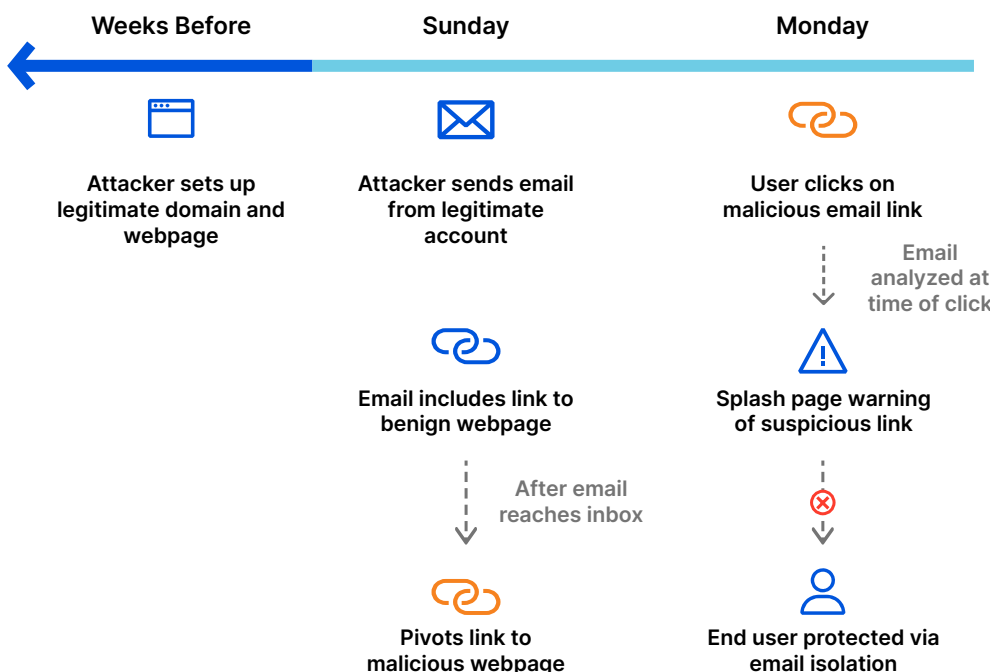 Weeks Before
Sunday
Monday
Attacker sets up
legitimate domain and
webpage
Attacker sends email
from legitimate
account
User clicks on
malicious email link
Email
analyzed at
time of click
Email includes link to
benign webpage
Splash page warning
of suspicious link
After email
reaches inbox
Pivots link to
malicious webpage
End user protected via
email isolation